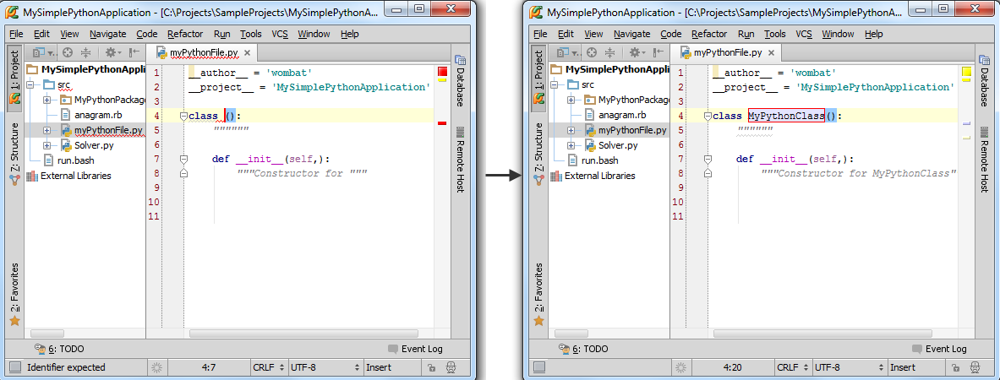 MySimplePythonApplication - [C:\Projects\SampleProjects\MySimplePythonA...
File Edit View Navigate Code Refactor Run Tools VCS Window Help
myPythonFile.py
1: Project
Z: Structure
2: Favorites
MySimplePythonAppli
src
MyPythonPackag
anagram.rb
myPythonFile.py
Solver.py
run.bash
External Libraries
1 __author__ = 'wombat'
2 __project__ = 'MySimplePythonApplication'
3
4 class ():
5 """"""
6
7 def __init__(self,):
8 """Constructor for """
9
10
11
Database
Remote Host
6: TODO
Event Log
Identifier expected 4:7 CRLF UTF-8 Insert
MySimplePythonApplication - [C:\Projects\SampleProjects\MySimplePythonA...
File Edit View Navigate Code Refactor Run Tools VCS Window Help
myPythonFile.py
1: Project
Z: Structure
2: Favorites
MySimplePythonAppli
src
MyPythonPackag
anagram.rb
myPythonFile.py
Solver.py
run.bash
External Libraries
1 __author__ = 'wombat'
2 __project__ = 'MySimplePythonApplication'
3
4 class MyPythonClass():
5 """"""
6
7 def __init__(self,):
8 """Constructor for MyPythonClass"
9
10
11
Database
Remote Host
6: TODO
Event Log
4:20 CRLF UTF-8 Insert